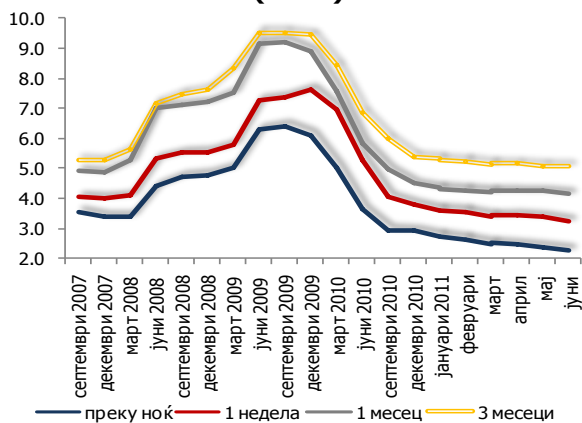 10.0
9.0
8.0
7.0
6.0
5.0
4.0
3.0
2.0
септември 2007
декември 2007
март 2008
јуни 2008
септември 2008
декември 2008
март 2009
јуни 2009
септември 2009
декември 2009
март 2010
јуни 2010
септември 2010
декември 2010
јануари 2011
февруари
март
април
мај
јуни
преку ноќ 1 недела 1 месец 3 месеци